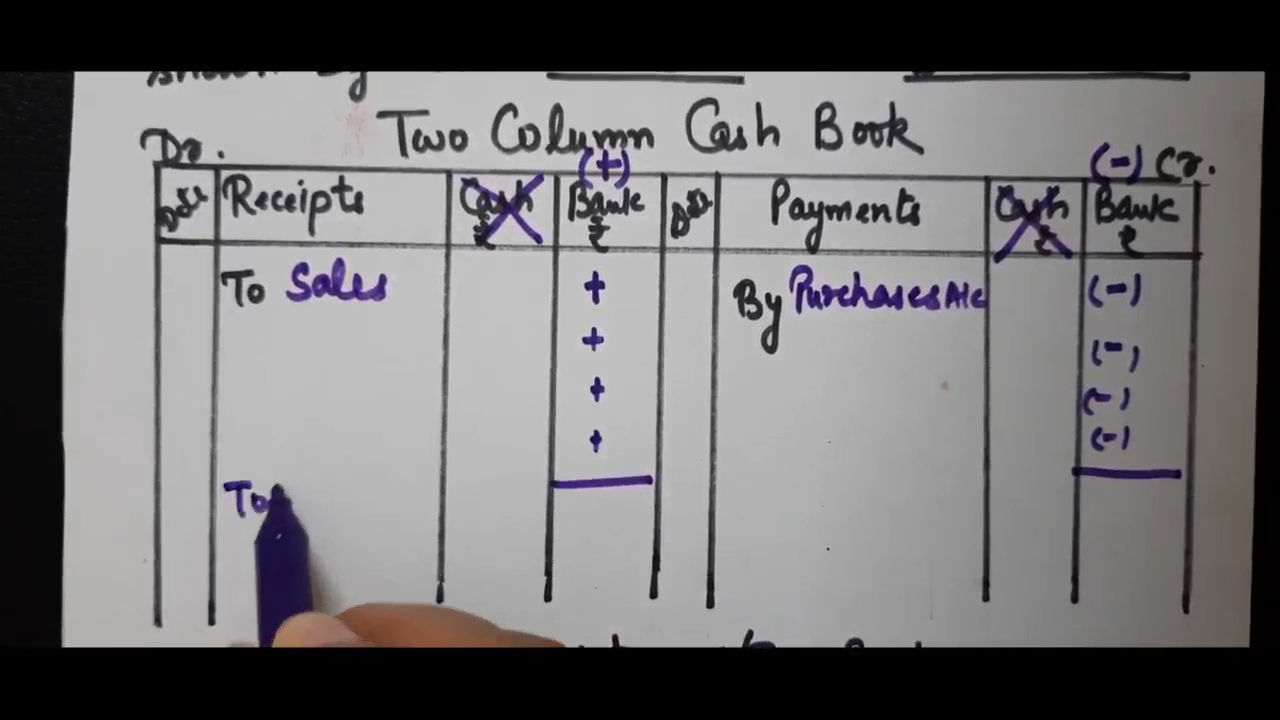 Two Column Cash Book
Dr. (+) (-) Cr.
Receipts Cash ₹ Bank ₹ Payments Cash ₹ Bank ₹
To Sales + By Purchases A/c (-)
+ (-)
+ (-)
+ (-)
To